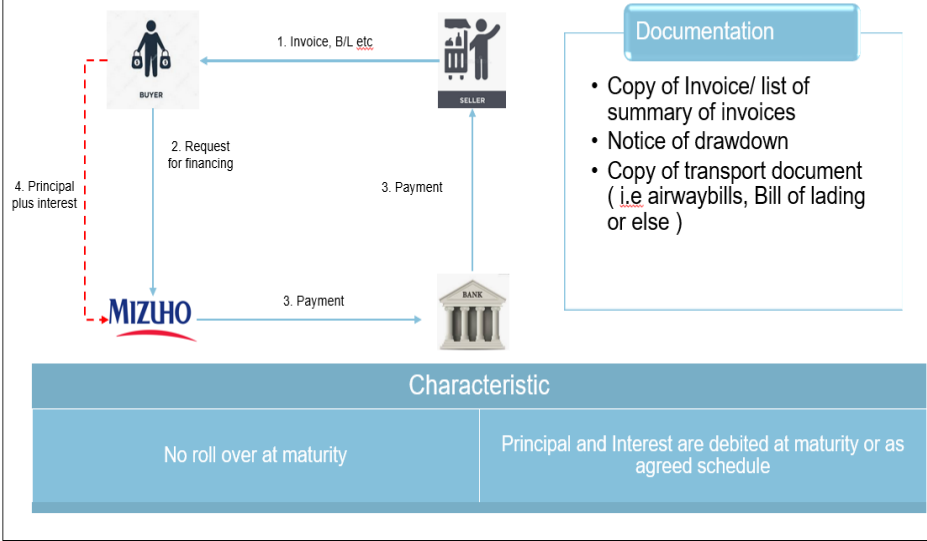 1. Invoice, B/L etc
BUYER
SELLER
2. Request
for financing
3. Payment
4. Principal
plus interest
MIZUHO
3. Payment
BANK
Documentation
• Copy of Invoice/ list of
summary of invoices
• Notice of drawdown
• Copy of transport document
( i.e airwaybills, Bill of lading
or else )
Characteristic
No roll over at maturity
Principal and Interest are debited at maturity or as
agreed schedule